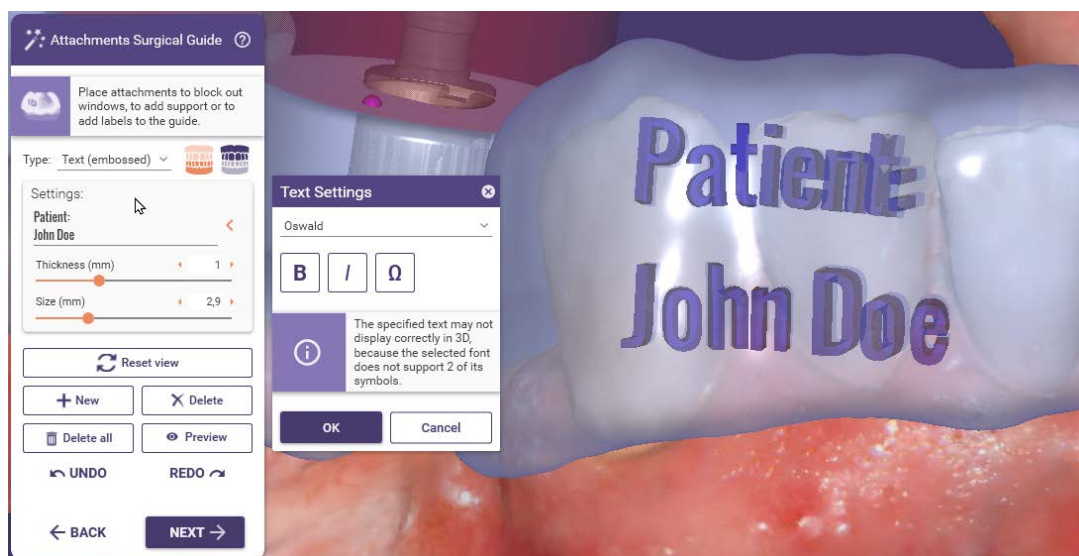 Attachments Surgical Guide
Place attachments to block out
windows, to add support or to
add labels to the guide.
Type: Text (embossed)
Settings:
Patient:
John Doe
Thickness (mm) 1
Size (mm) 2,9
Reset view
New Delete
Delete all Preview
UNDO REDO
BACK NEXT
Text Settings
Oswald
B I Ω
The specified text may not
display correctly in 3D,
because the selected font
does not support 2 of its
symbols.
OK Cancel
Patient:
John Doe